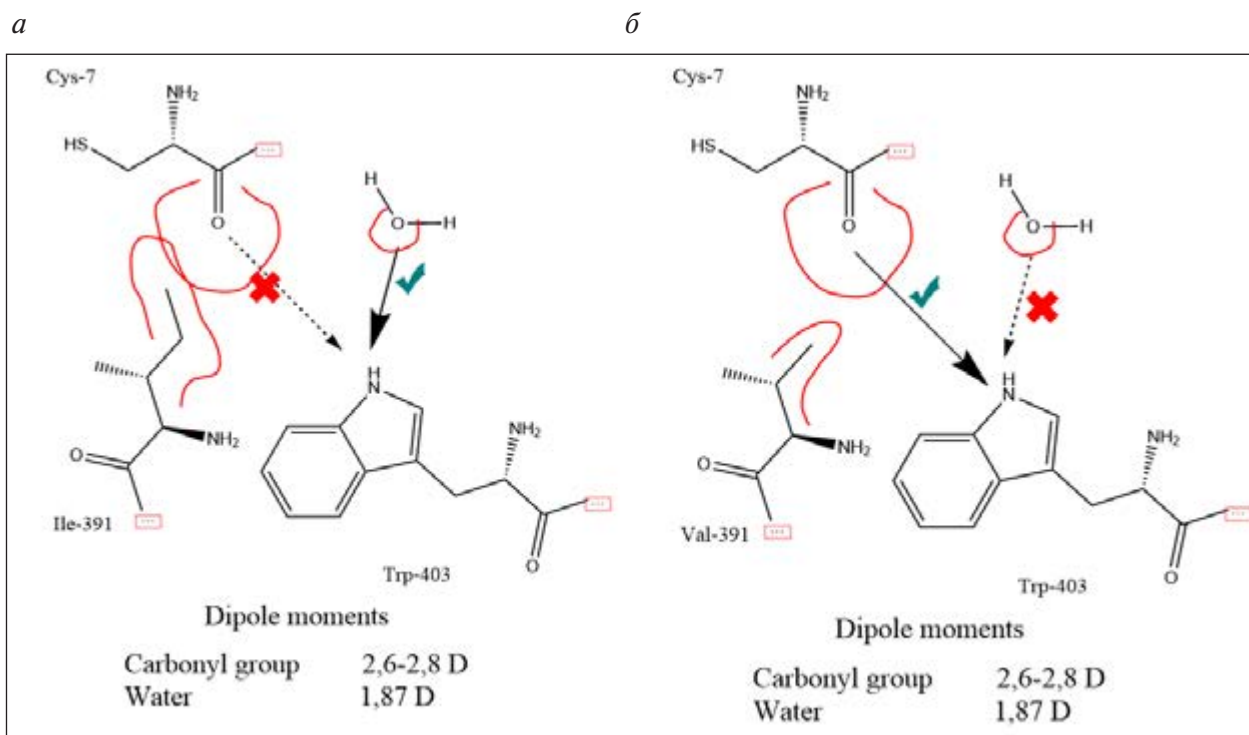 а
Cys-7
NH₂
HS
...
O
H
O
H
H
N
NH₂
O
Ile-391
...
NH₂
...
O
Trp-403
Dipole moments
Carbonyl group 2,6-2,8 D
Water 1,87 D
б
Cys-7
NH₂
HS
...
O
H
O
H
H
N
NH₂
O
Val-391
...
NH₂
...
O
Trp-403
Dipole moments
Carbonyl group 2,6-2,8 D
Water 1,87 D